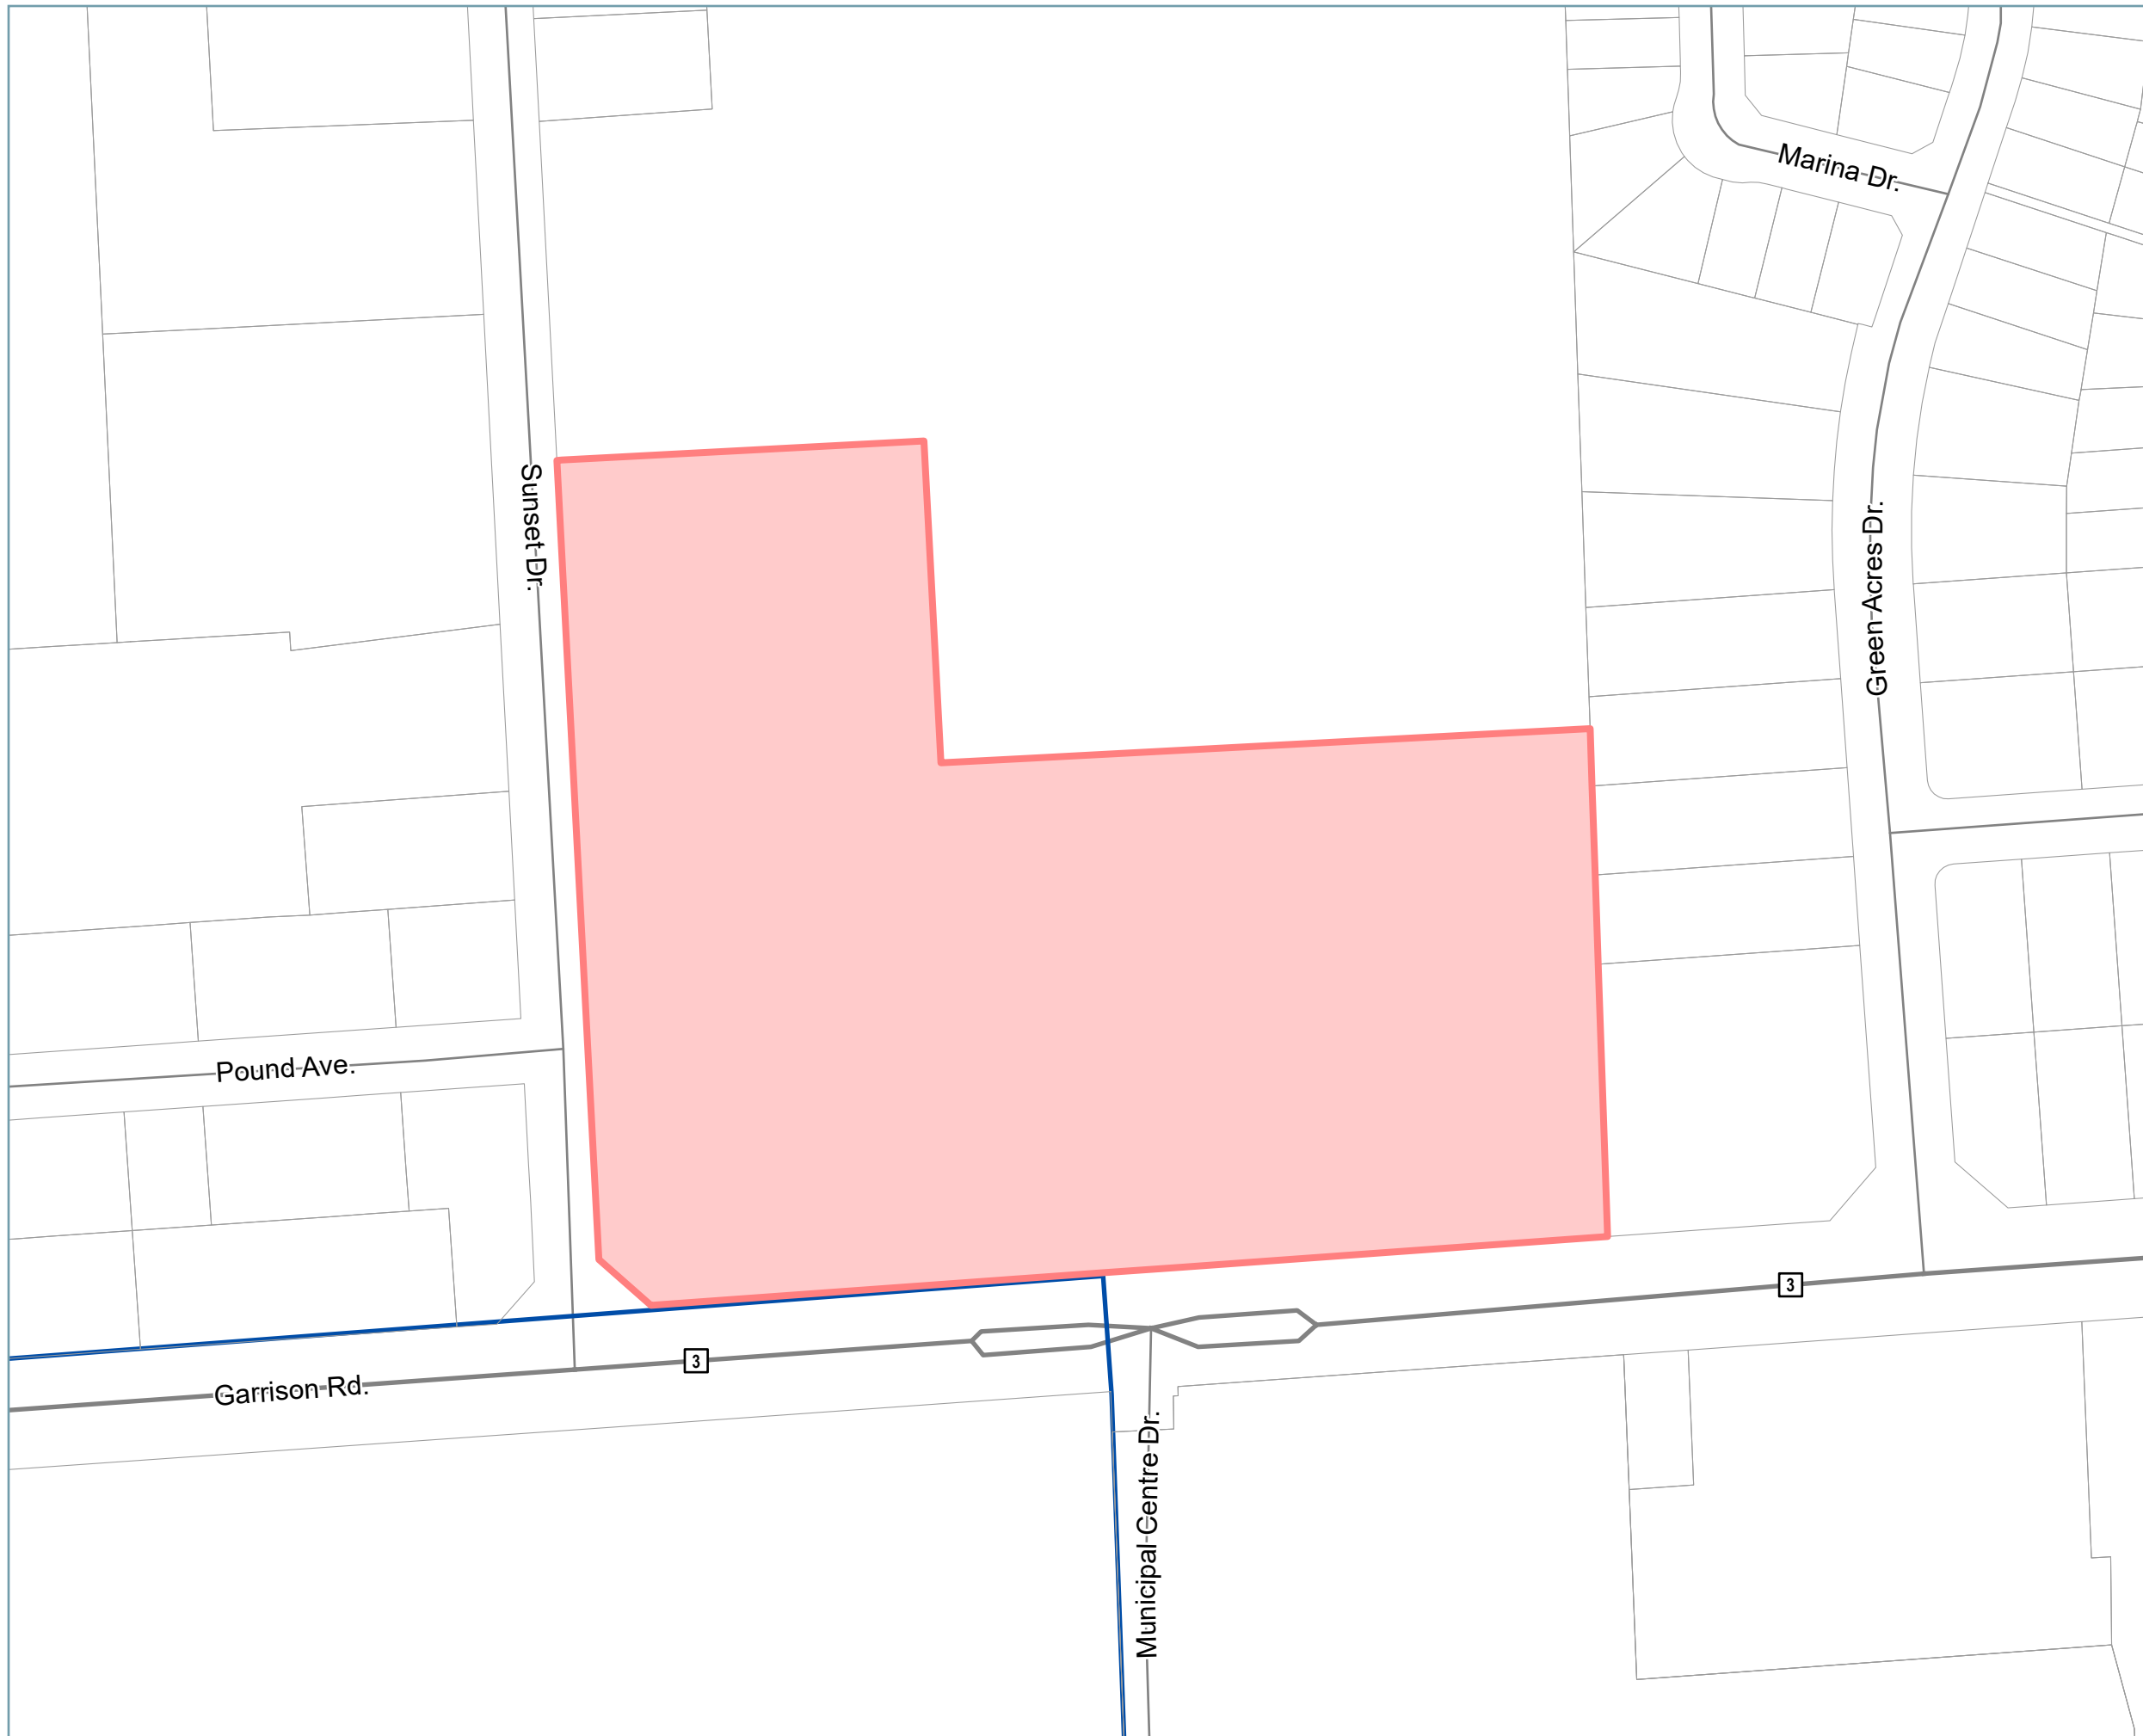 Marina Dr.
Sunset Dr.
Green Acres Dr.
Pound Ave.
3
3
Garrison Rd.
Municipal Centre Dr.